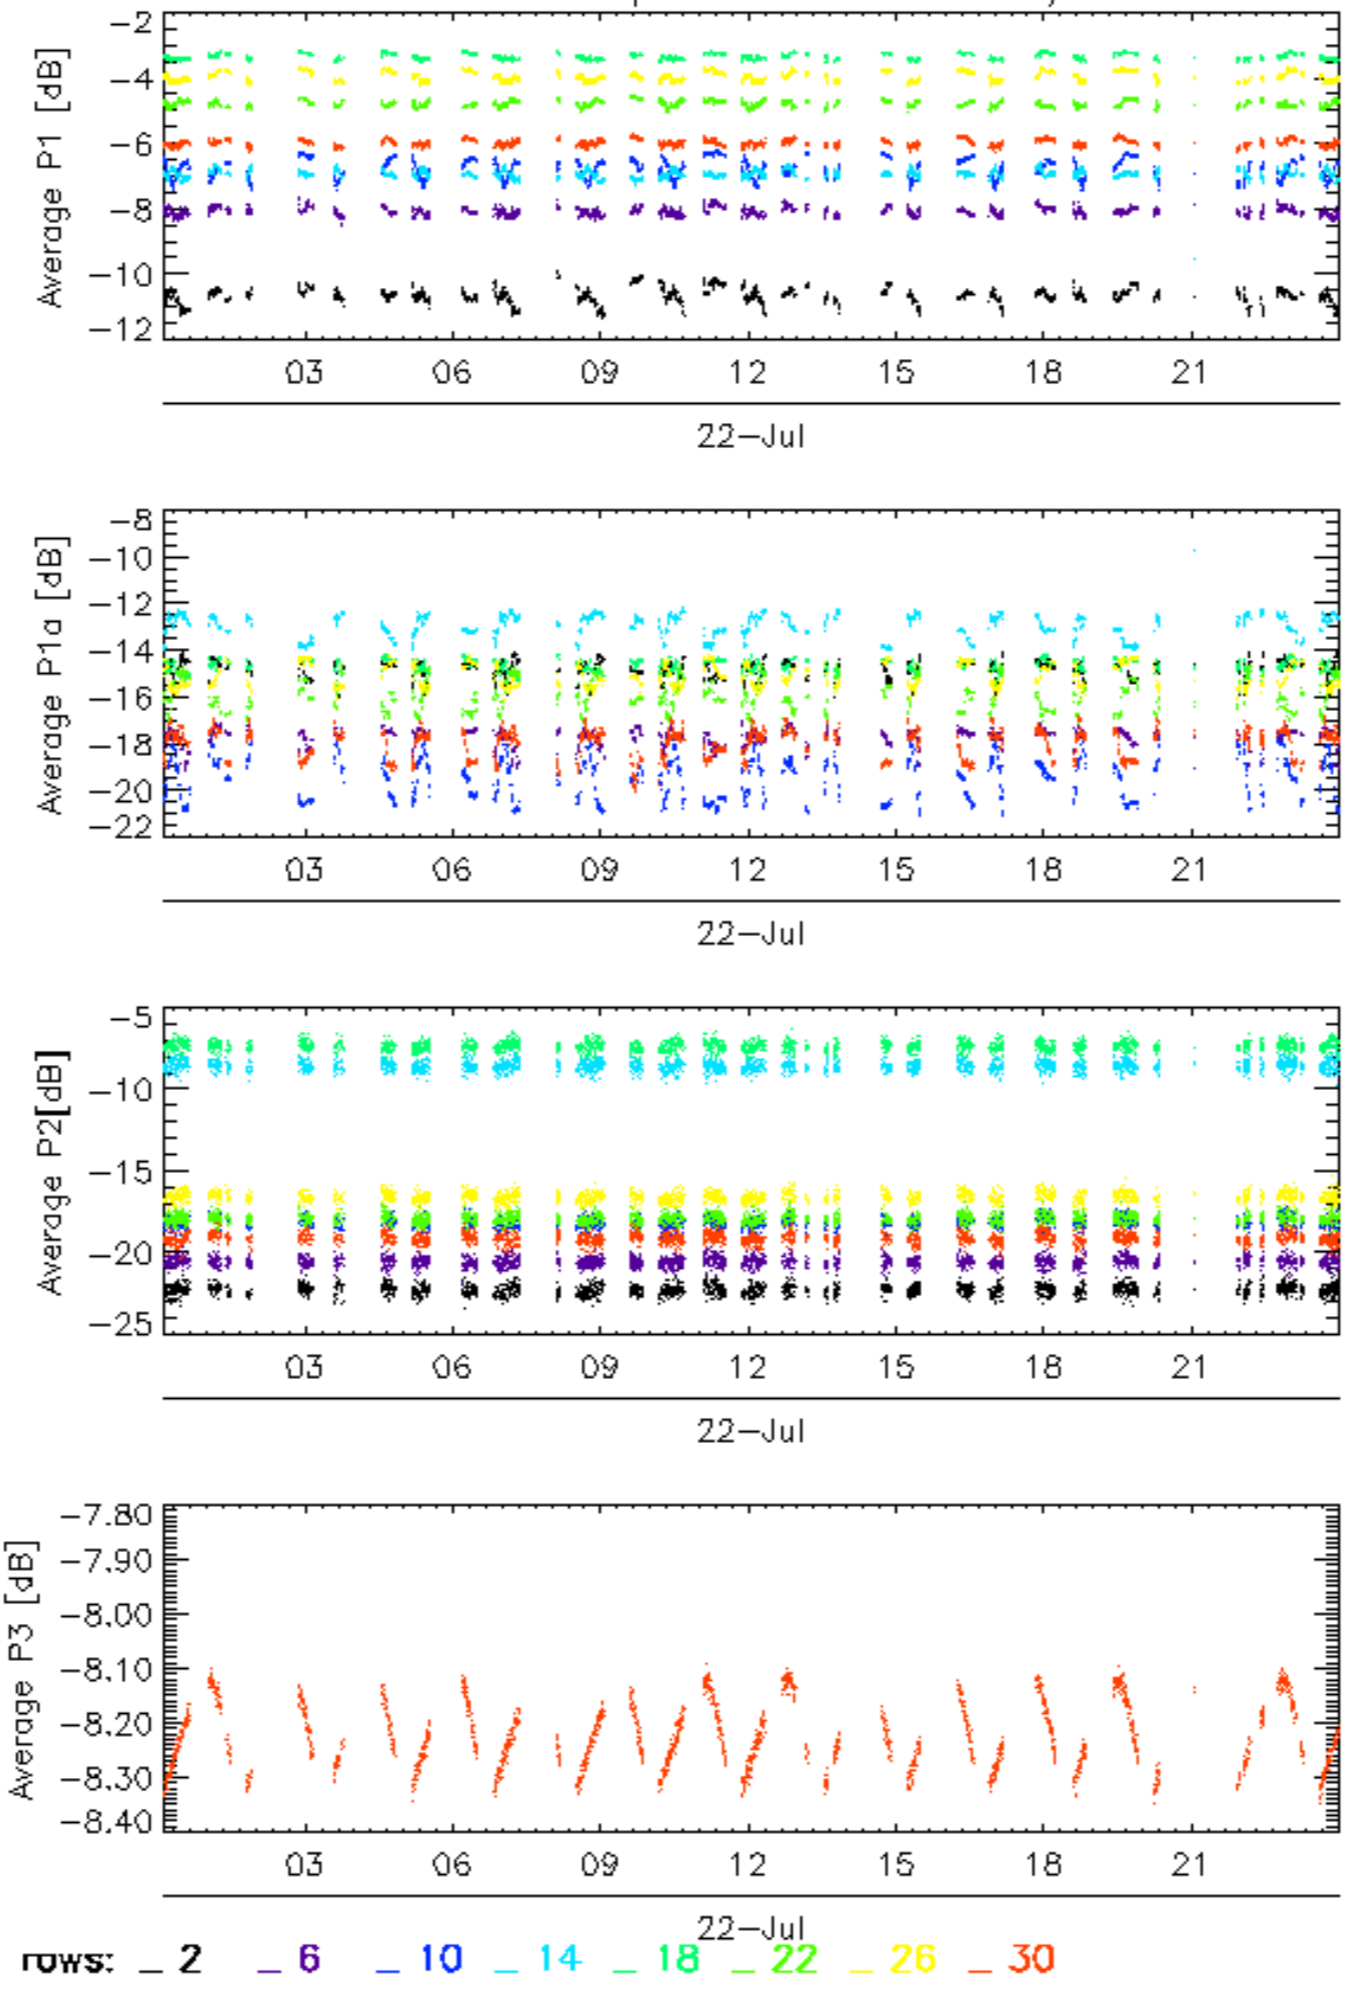 Average P1 [dB]
-2
-4
-6
-8
-10
-12
03 06 09 12 15 18 21
22-Jul
Average P1a [dB]
-8
-10
-12
-14
-16
-18
-20
-22
03 06 09 12 15 18 21
22-Jul
Average P2[dB]
-5
-10
-15
-20
-25
03 06 09 12 15 18 21
22-Jul
Average P3 [dB]
-7.80
-7.90
-8.00
-8.10
-8.20
-8.30
-8.40
03 06 09 12 15 18 21
22-Jul
rows: _ 2 _ 6 _ 10 _ 14 _ 18 _ 22 _ 26 _ 30